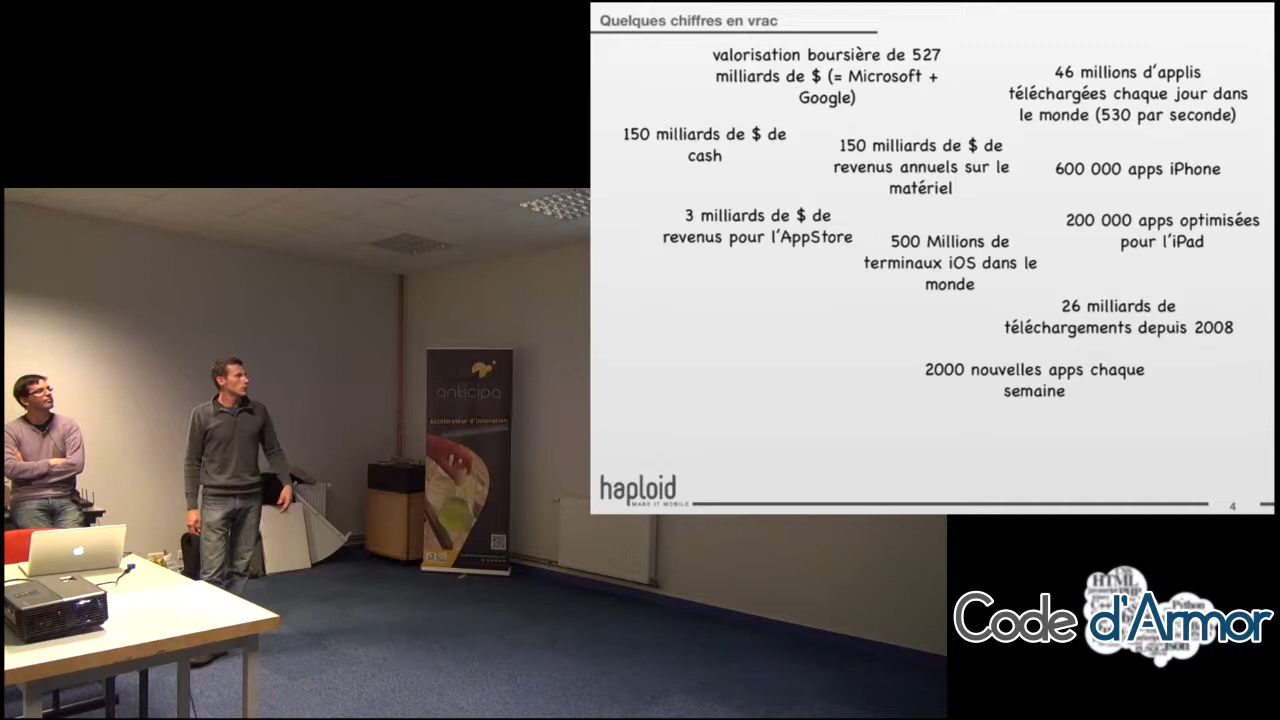 Quelques chiffres en vrac
valorisation boursière de 527
milliards de $ (= Microsoft +
Google)
46 millions d'applis
téléchargées chaque jour dans
le monde (530 par seconde)
150 milliards de $ de
cash
150 milliards de $ de
revenus annuels sur le
matériel
600 000 apps iPhone
3 milliards de $ de
revenus pour l'AppStore
200 000 apps optimisées
pour l'iPad
500 Millions de
terminaux iOS dans le
monde
26 milliards de
téléchargements depuis 2008
2000 nouvelles apps chaque
semaine
haploid
MAKE IT MOBILE
4
anticipa
Accélérateur d'innovation
Code d'Armor
HTML
Python